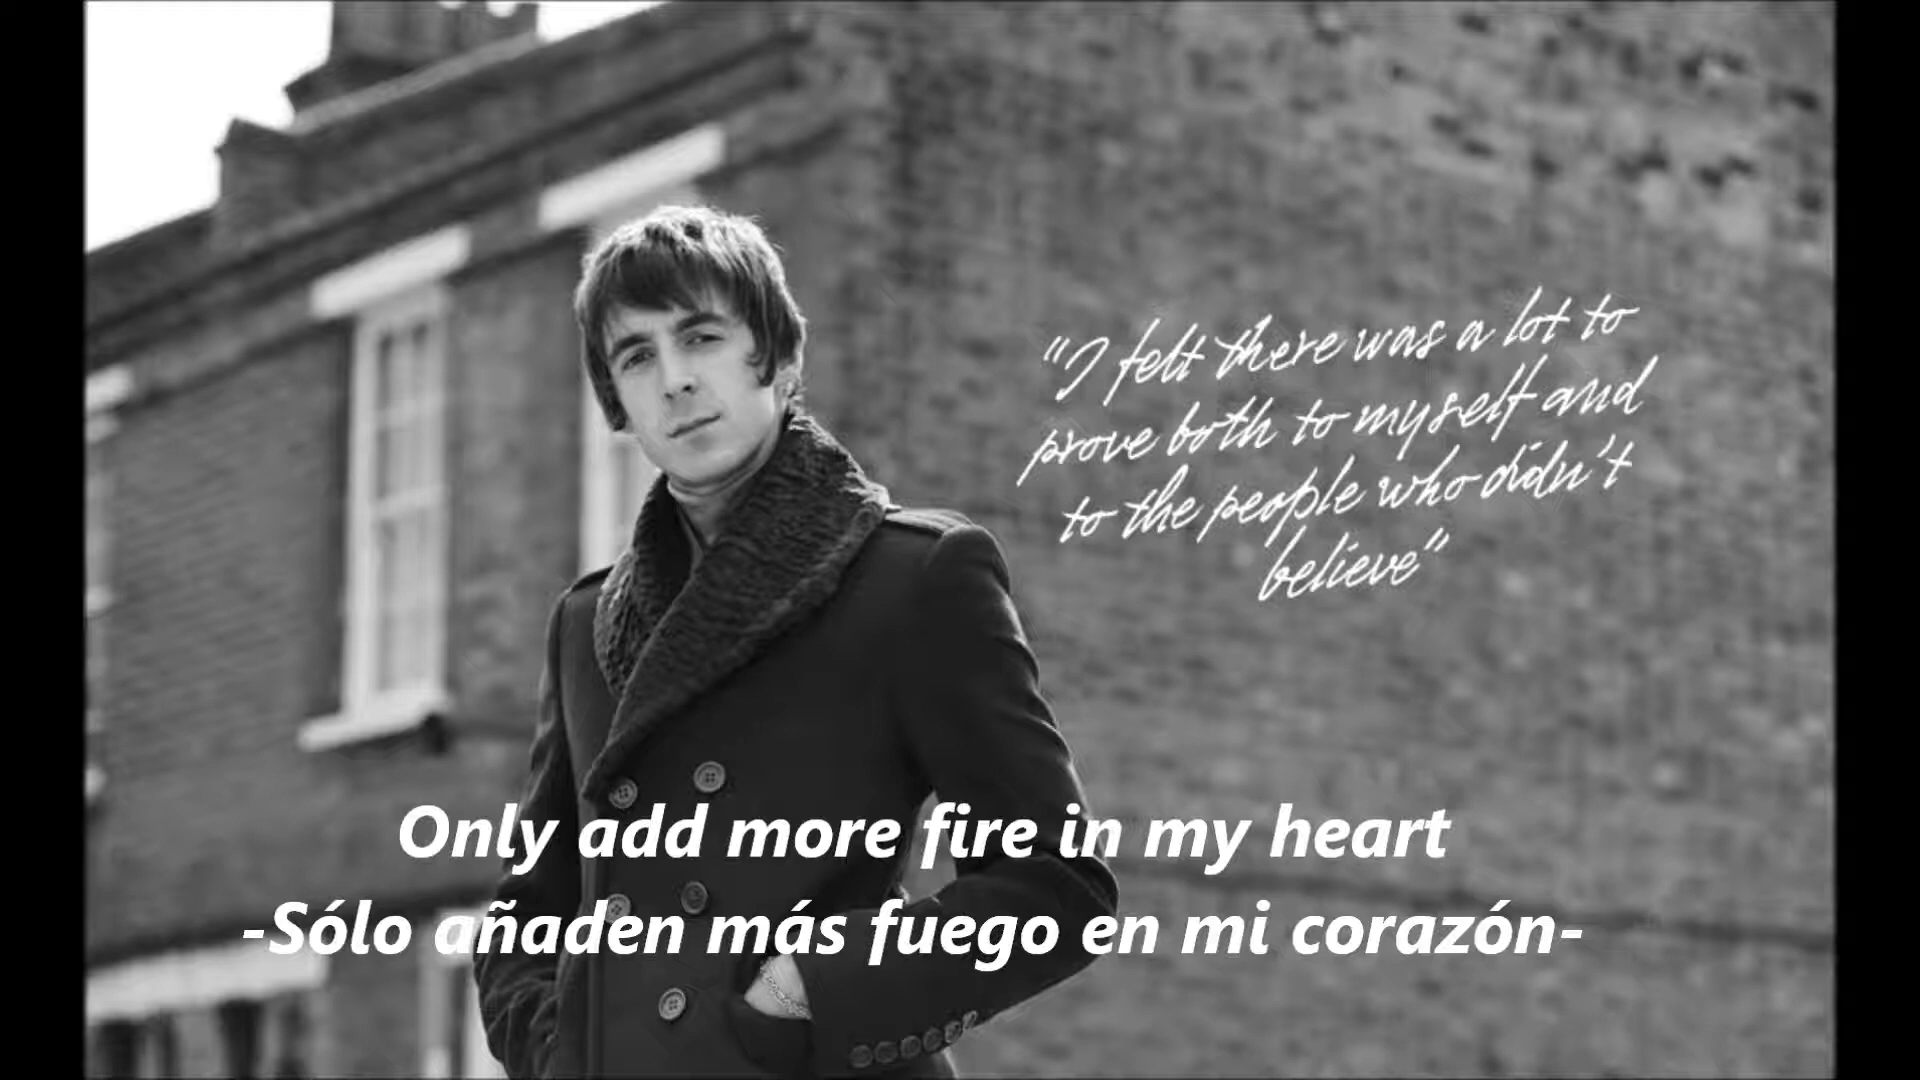 "I felt there was a lot to
prove both to myself and
to the people who didn't
believe"
Only add more fire in my heart
-Sólo añaden más fuego en mi corazón-